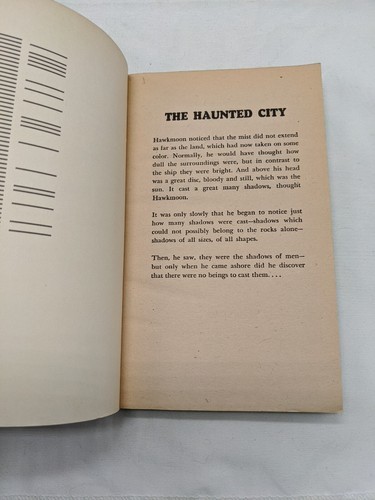 THE HAUNTED CITY
Hawkmoon noticed that the mist did not extend
as far as the land, which had now taken on some
color. Normally, he would have thought how
dull the surroundings were, but in contrast to
the ship they were bright. And above his head
was a great disc, bloody and still, which was the
sun. It cast a great many shadows, thought
Hawkmoon.
It was only slowly that he began to notice just
how many shadows were cast—shadows which
could not possibly belong to the rocks alone—
shadows of all sizes, of all shapes.
Then, he saw, they were the shadows of men—
but only when he came ashore did he discover
that there were no beings to cast them. . . .